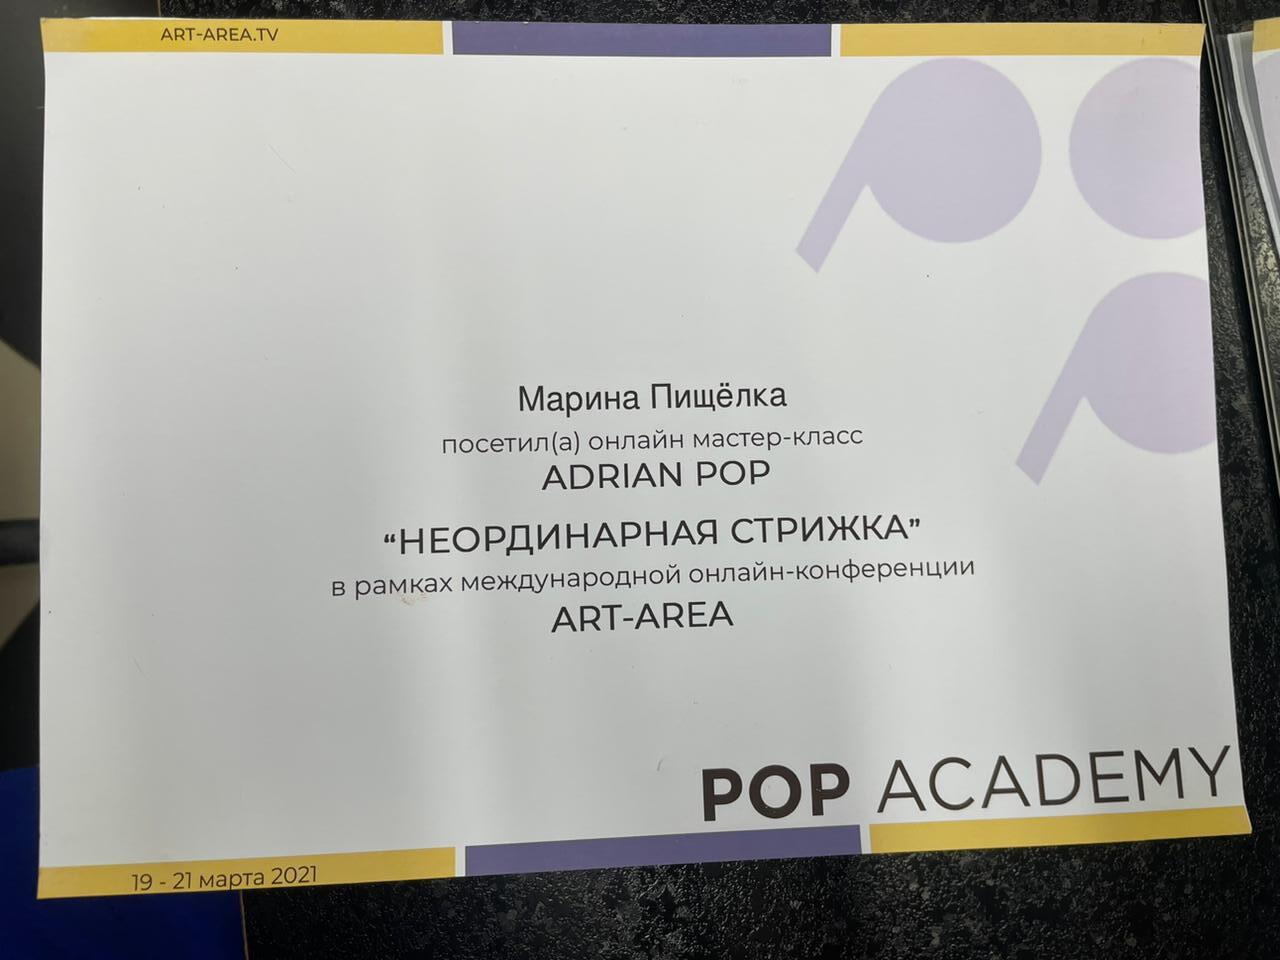 ART-AREA.TV
Марина Пищёлка
посетил(а) онлайн мастер-класс
ADRIAN POP
“НЕОРДИНАРНАЯ СТРИЖКА”
в рамках международной онлайн-конференции
ART-AREA
POP ACADEMY
19 - 21 марта 2021